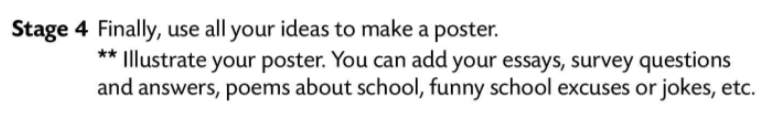 Stage 4 Finally, use all your ideas to make a poster.
** Illustrate your poster. You can add your essays, survey questions
and answers, poems about school, funny school excuses or jokes, etc.